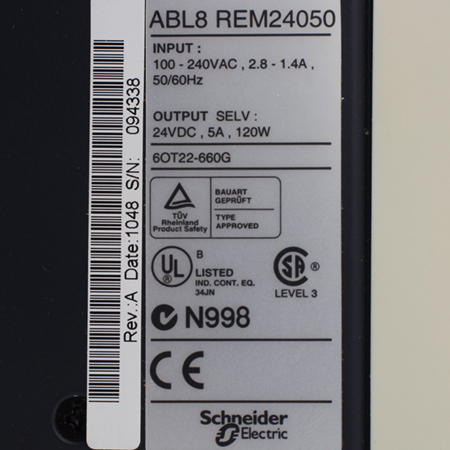 ABL8 REM24050
INPUT :
100 - 240VAC , 2.8 - 1.4A ,
50/60Hz
OUTPUT SELV :
24VDC , 5A , 120W
6OT22-660G
TÜV
Rheinland
Product Safety
BAUART
GEPRÜFT
TYPE
APPROVED
UL
®
B
LISTED
IND. CONT. EQ.
34JN
SA
®
LEVEL 3
N998
CE
Schneider
Electric
Rev.:A Date:1048 S/N: 094338